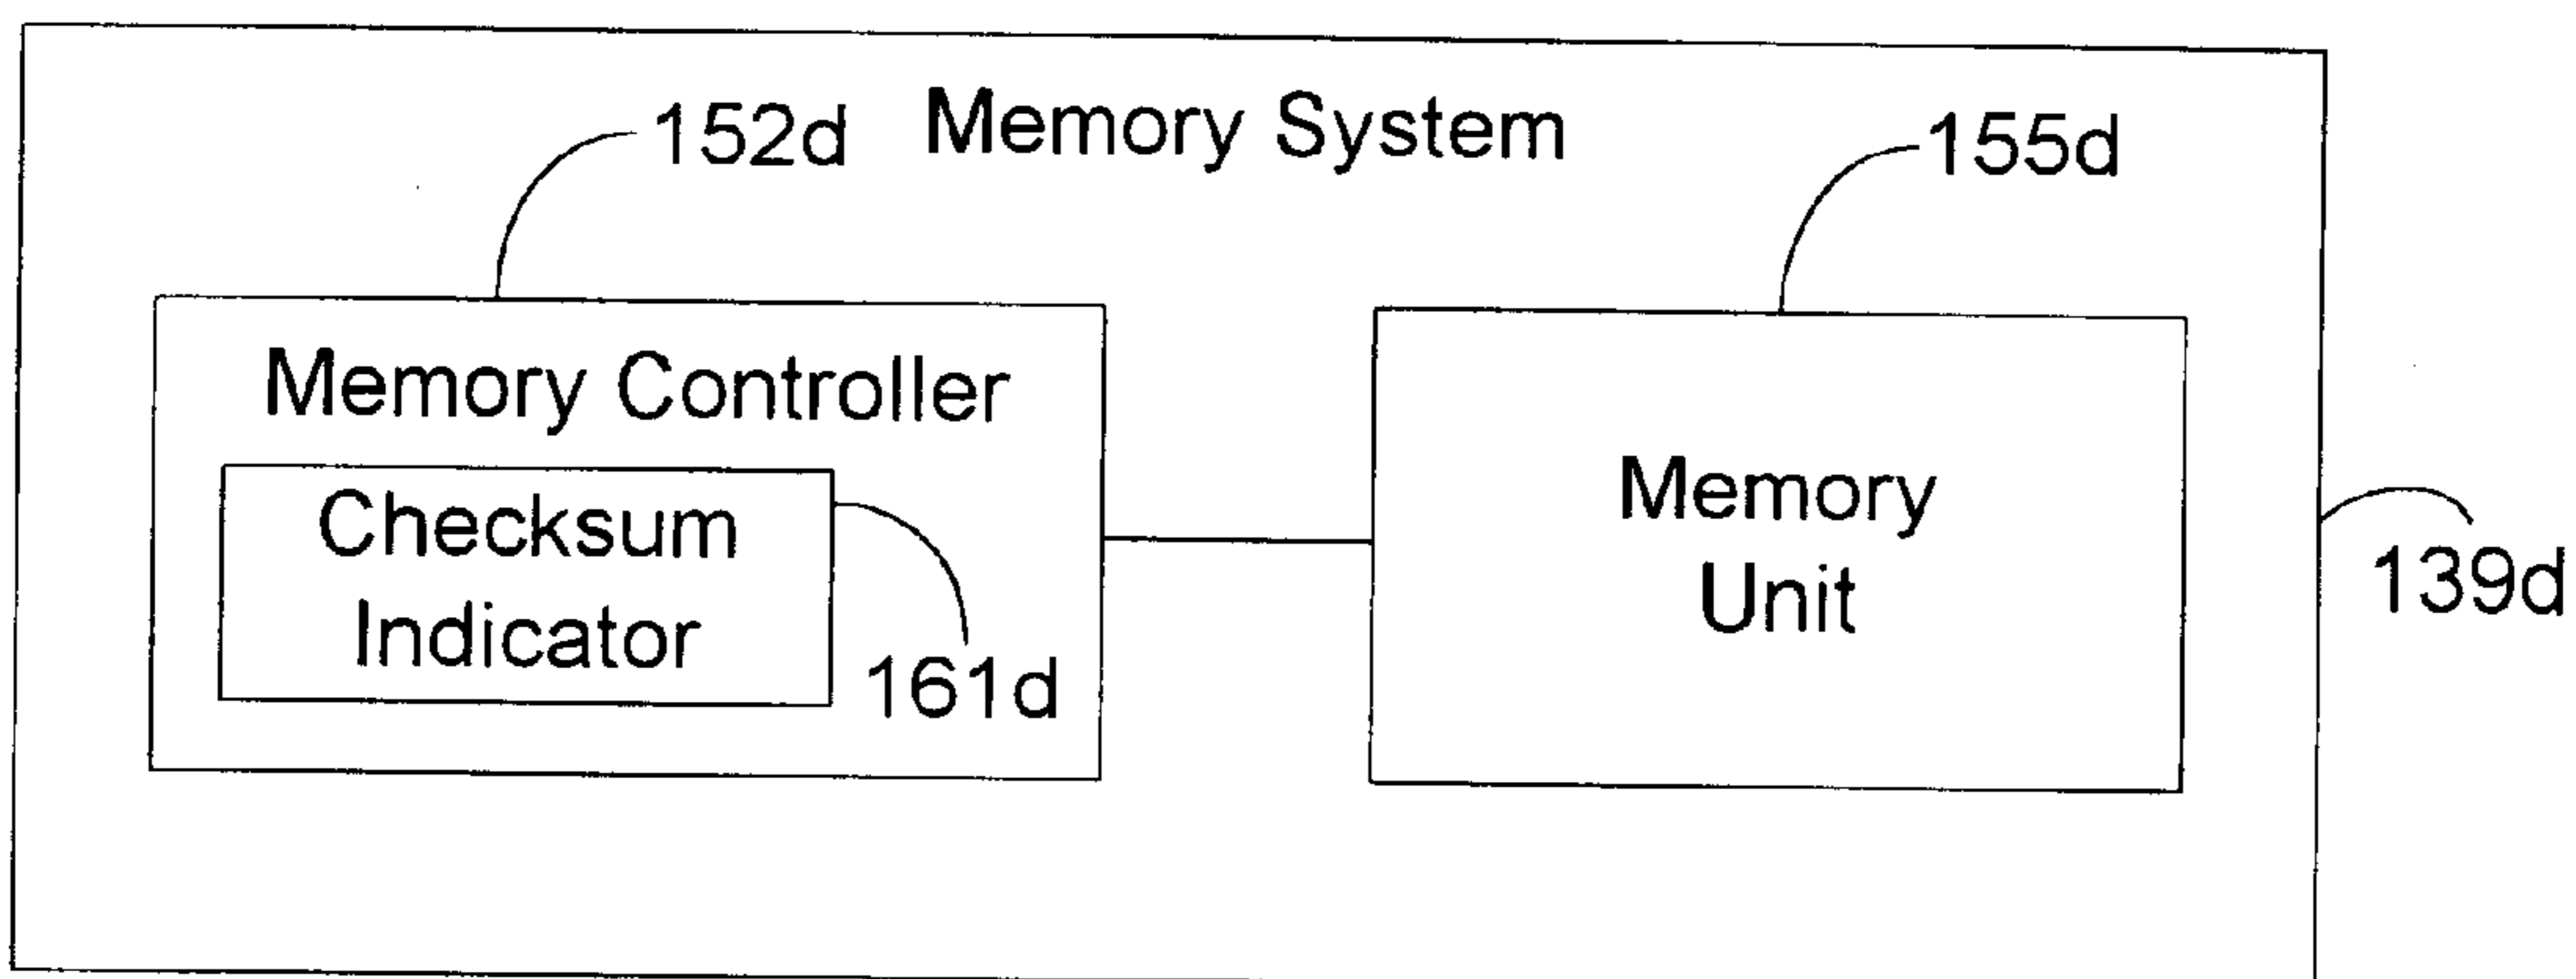 152d
Memory System
155d
Memory Controller
Checksum
Indicator
161d
Memory
Unit
139d